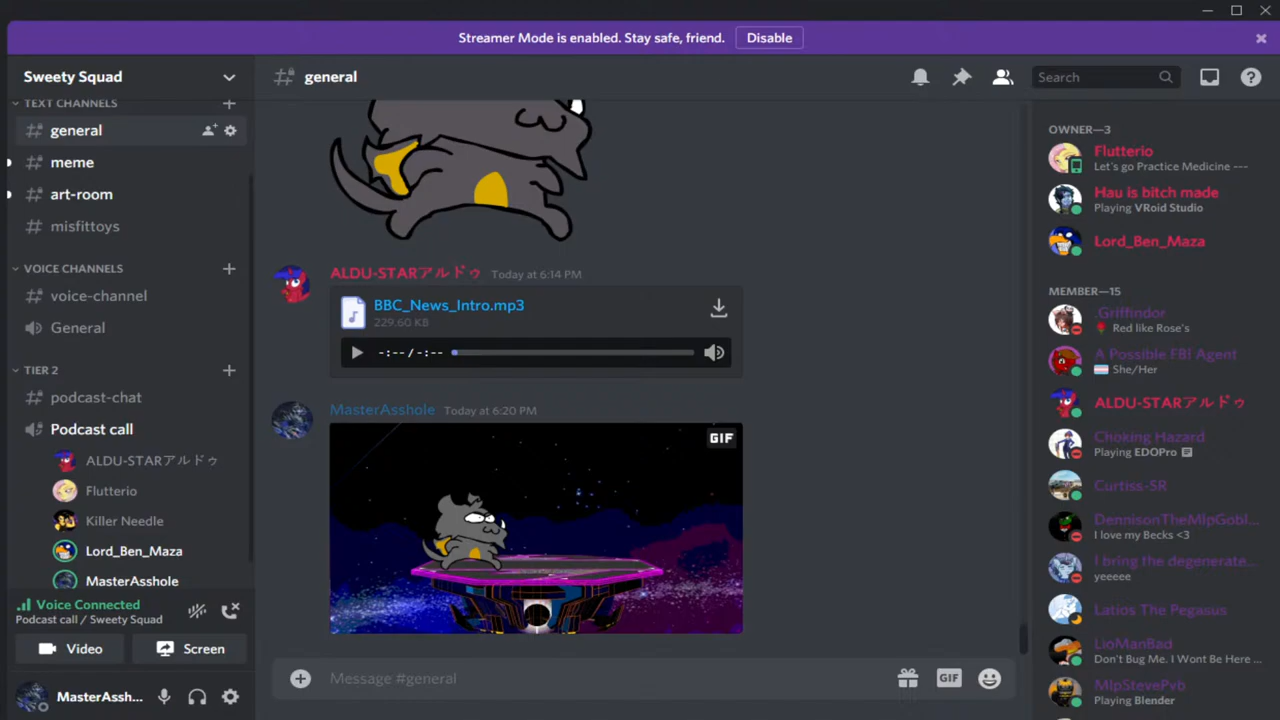 Streamer Mode is enabled. Stay safe, friend. Disable
Sweety Squad
TEXT CHANNELS
general
meme
art-room
misfittoys
VOICE CHANNELS
voice-channel
General
TIER 2
podcast-chat
Podcast call
ALDU-STARアルドゥ
Flutterio
Killer Needle
Lord_Ben_Maza
MasterAsshole
Voice Connected
Podcast call / Sweety Squad
Video
Screen
MasterAssh...
general
Search
ALDU-STARアルドゥ Today at 6:14 PM
BBC_News_Intro.mp3
229.60 KB
-:-- / -:--
MasterAsshole Today at 6:20 PM
GIF
Message #general
GIF
OWNER—3
Flutterio
Let's go Practice Medicine ---
Hau is bitch made
Playing VRoid Studio
Lord_Ben_Maza
MEMBER—15
.Griffindor
Red like Rose's
A Possible FBI Agent
She/Her
ALDU-STARアルドゥ
Choking Hazard
Playing EDOPro
Curtiss-SR
DennisonTheMlpGobl...
I love my Becks <3
I bring the degenerate...
yeeeee
Latios The Pegasus
LioManBad
Don't Bug Me. I Wont Be Here ...
MlpStevePvb
Playing Blender